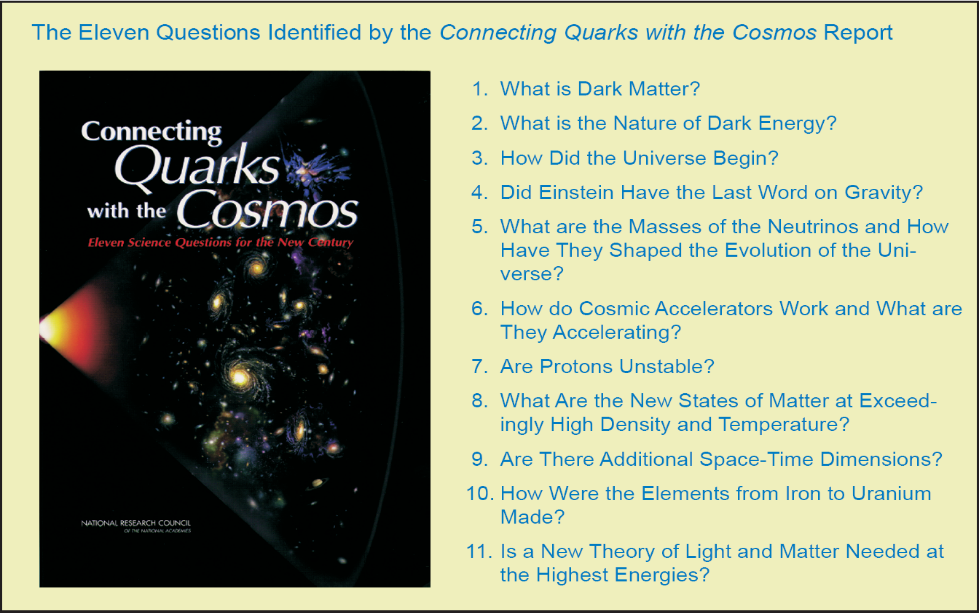 The Eleven Questions Identified by the Connecting Quarks with the Cosmos Report
Connecting
Quarks
with the Cosmos
Eleven Science Questions for the New Century
NATIONAL RESEARCH COUNCIL
OF THE NATIONAL ACADEMIES
1. What is Dark Matter?
2. What is the Nature of Dark Energy?
3. How Did the Universe Begin?
4. Did Einstein Have the Last Word on Gravity?
5. What are the Masses of the Neutrinos and How
Have They Shaped the Evolution of the Uni-
verse?
6. How do Cosmic Accelerators Work and What are
They Accelerating?
7. Are Protons Unstable?
8. What Are the New States of Matter at Exceed-
ingly High Density and Temperature?
9. Are There Additional Space-Time Dimensions?
10. How Were the Elements from Iron to Uranium
Made?
11. Is a New Theory of Light and Matter Needed at
the Highest Energies?